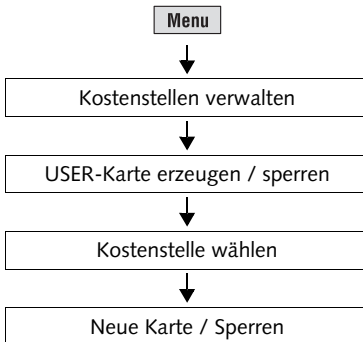 Menu
Kostenstellen verwalten
USER-Karte erzeugen / sperren
Kostenstelle wählen
Neue Karte / Sperren